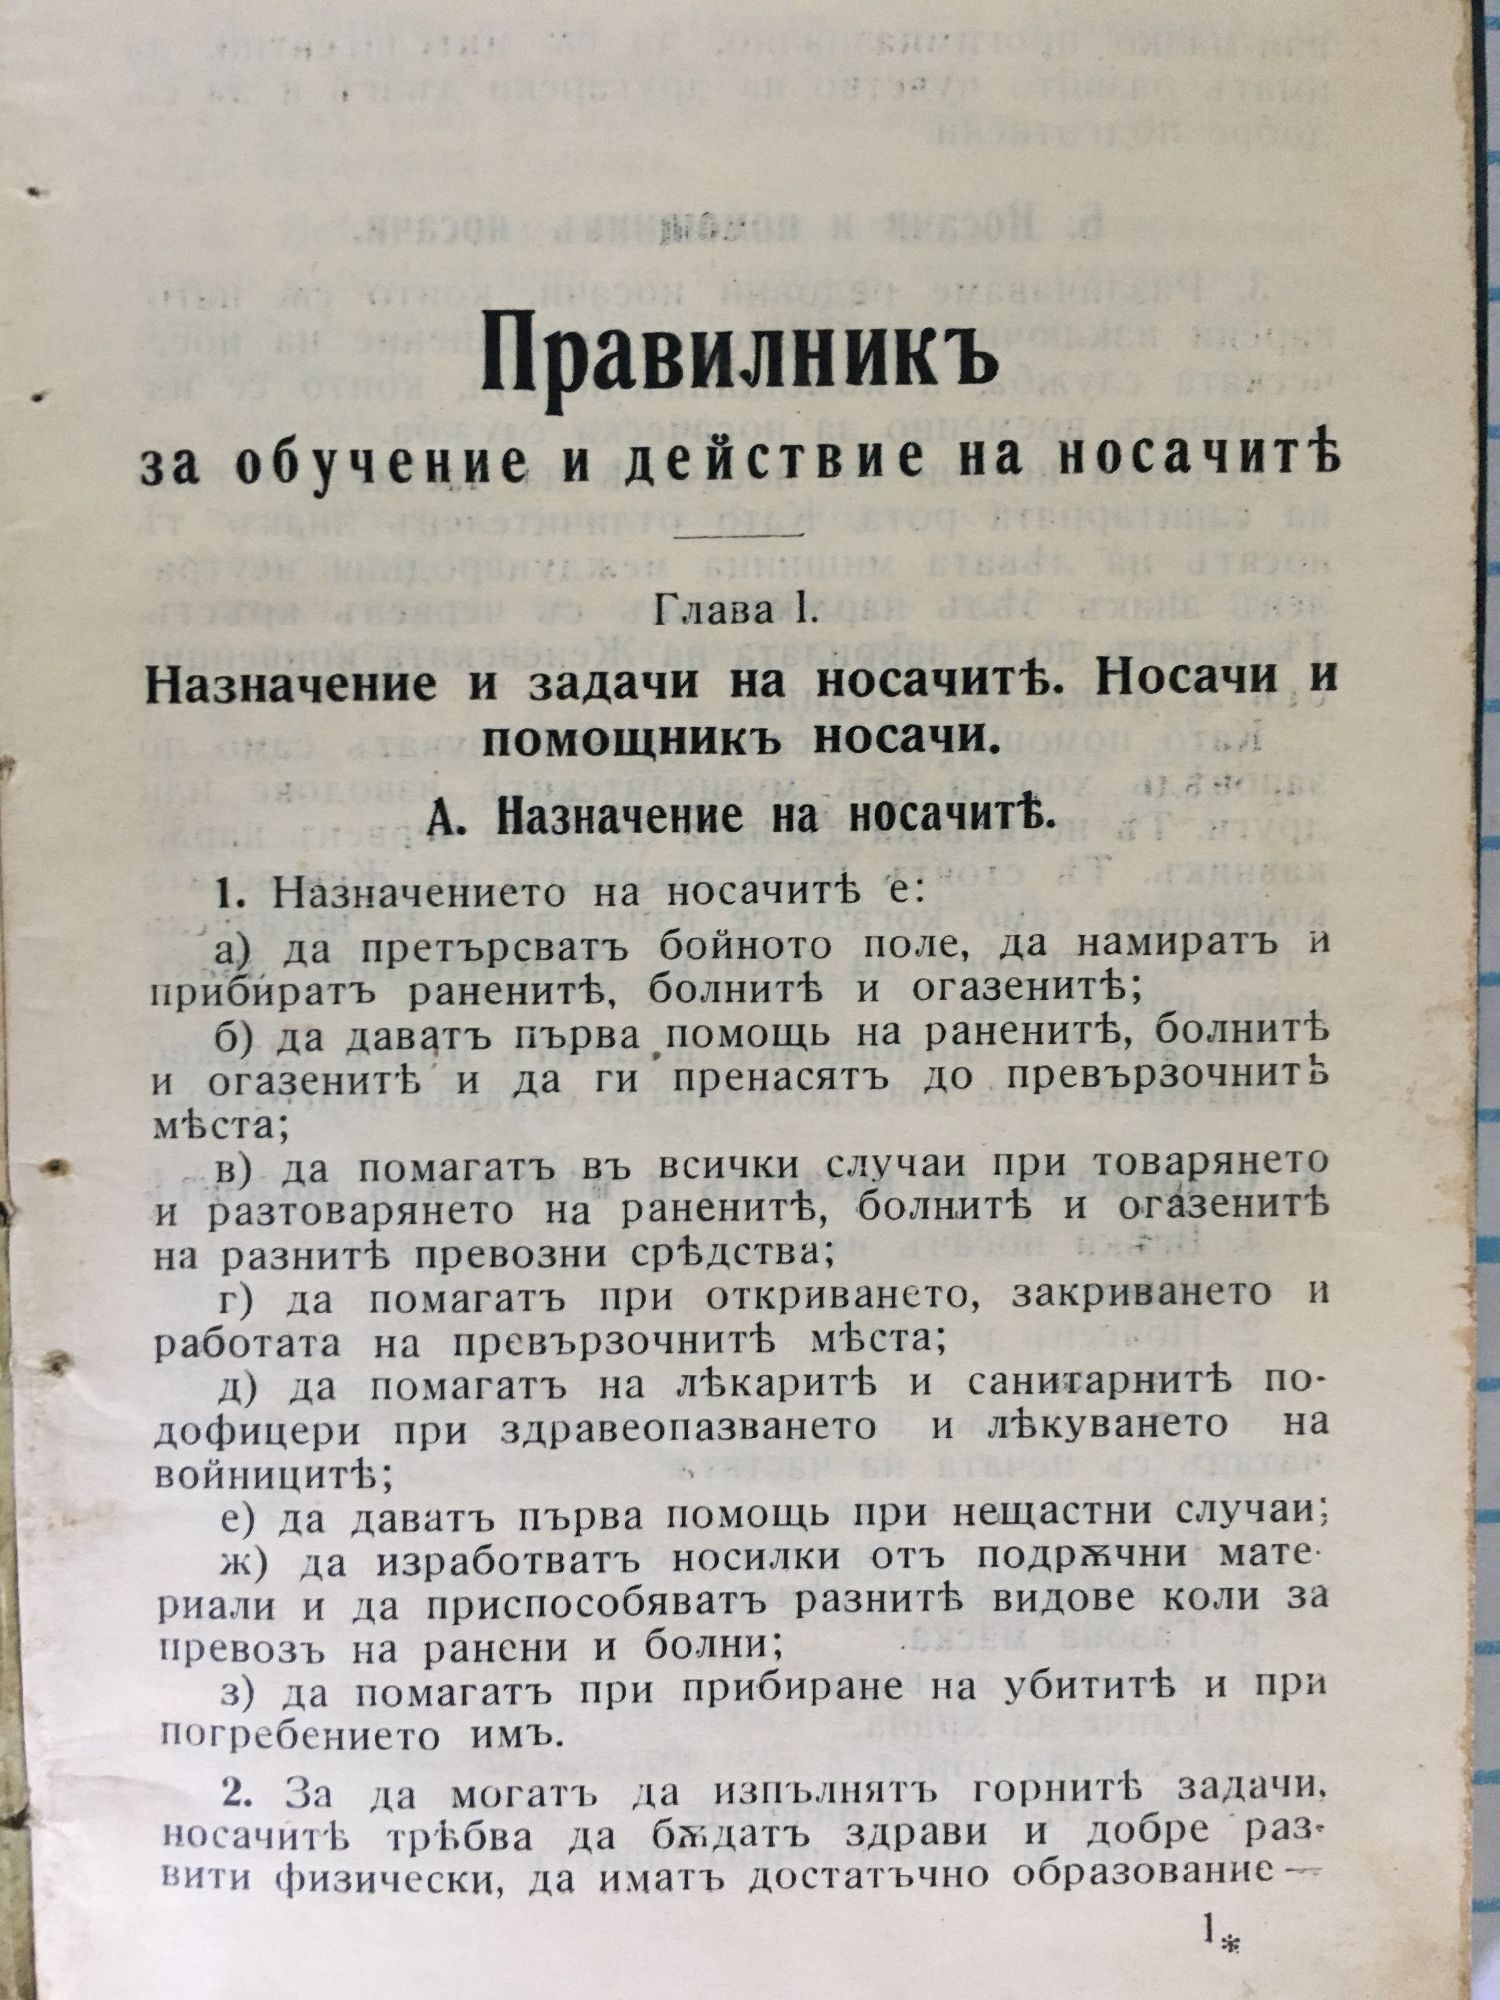 Правилникъ
за обучение и действие на носачитѣ
Глава 1.
Назначение и задачи на носачитѣ. Носачи и
помощникъ носачи.
А. Назначение на носачитѣ.
1. Назначението на носачитѣ е:
а) да претърсватъ бойното поле, да намиратъ и
прибиратъ раненитѣ, болнитѣ и огазенитѣ;
б) да даватъ първа помощь на раненитѣ, болнитѣ
и огазенитѣ и да ги пренасятъ до превързочнитѣ
мѣста;
в) да помагатъ въ всички случаи при товарянето
и разтоварянето на раненитѣ, болнитѣ и огазенитѣ
на разнитѣ превозни срѣдства;
г) да помагатъ при откриването, закриването и
работата на превързочнитѣ мѣста;
д) да помагатъ на лѣкаритѣ и санитарнитѣ по-
дофицери при здравеопазването и лѣкуването на
войницитѣ;
е) да даватъ първа помощь при нещастни случаи;
ж) да изработватъ носилки отъ подрѫчни мате-
риали и да приспособяватъ разнитѣ видове коли за
превозъ на ранени и болни;
з) да помагатъ при прибиране на убититѣ и при
погребението имъ.
2. За да могатъ да изпълнятъ горнитѣ задачи,
носачитѣ трѣбва да бѫдатъ здрави и добре раз-
вити физически, да иматъ достатъчно образование —
1*